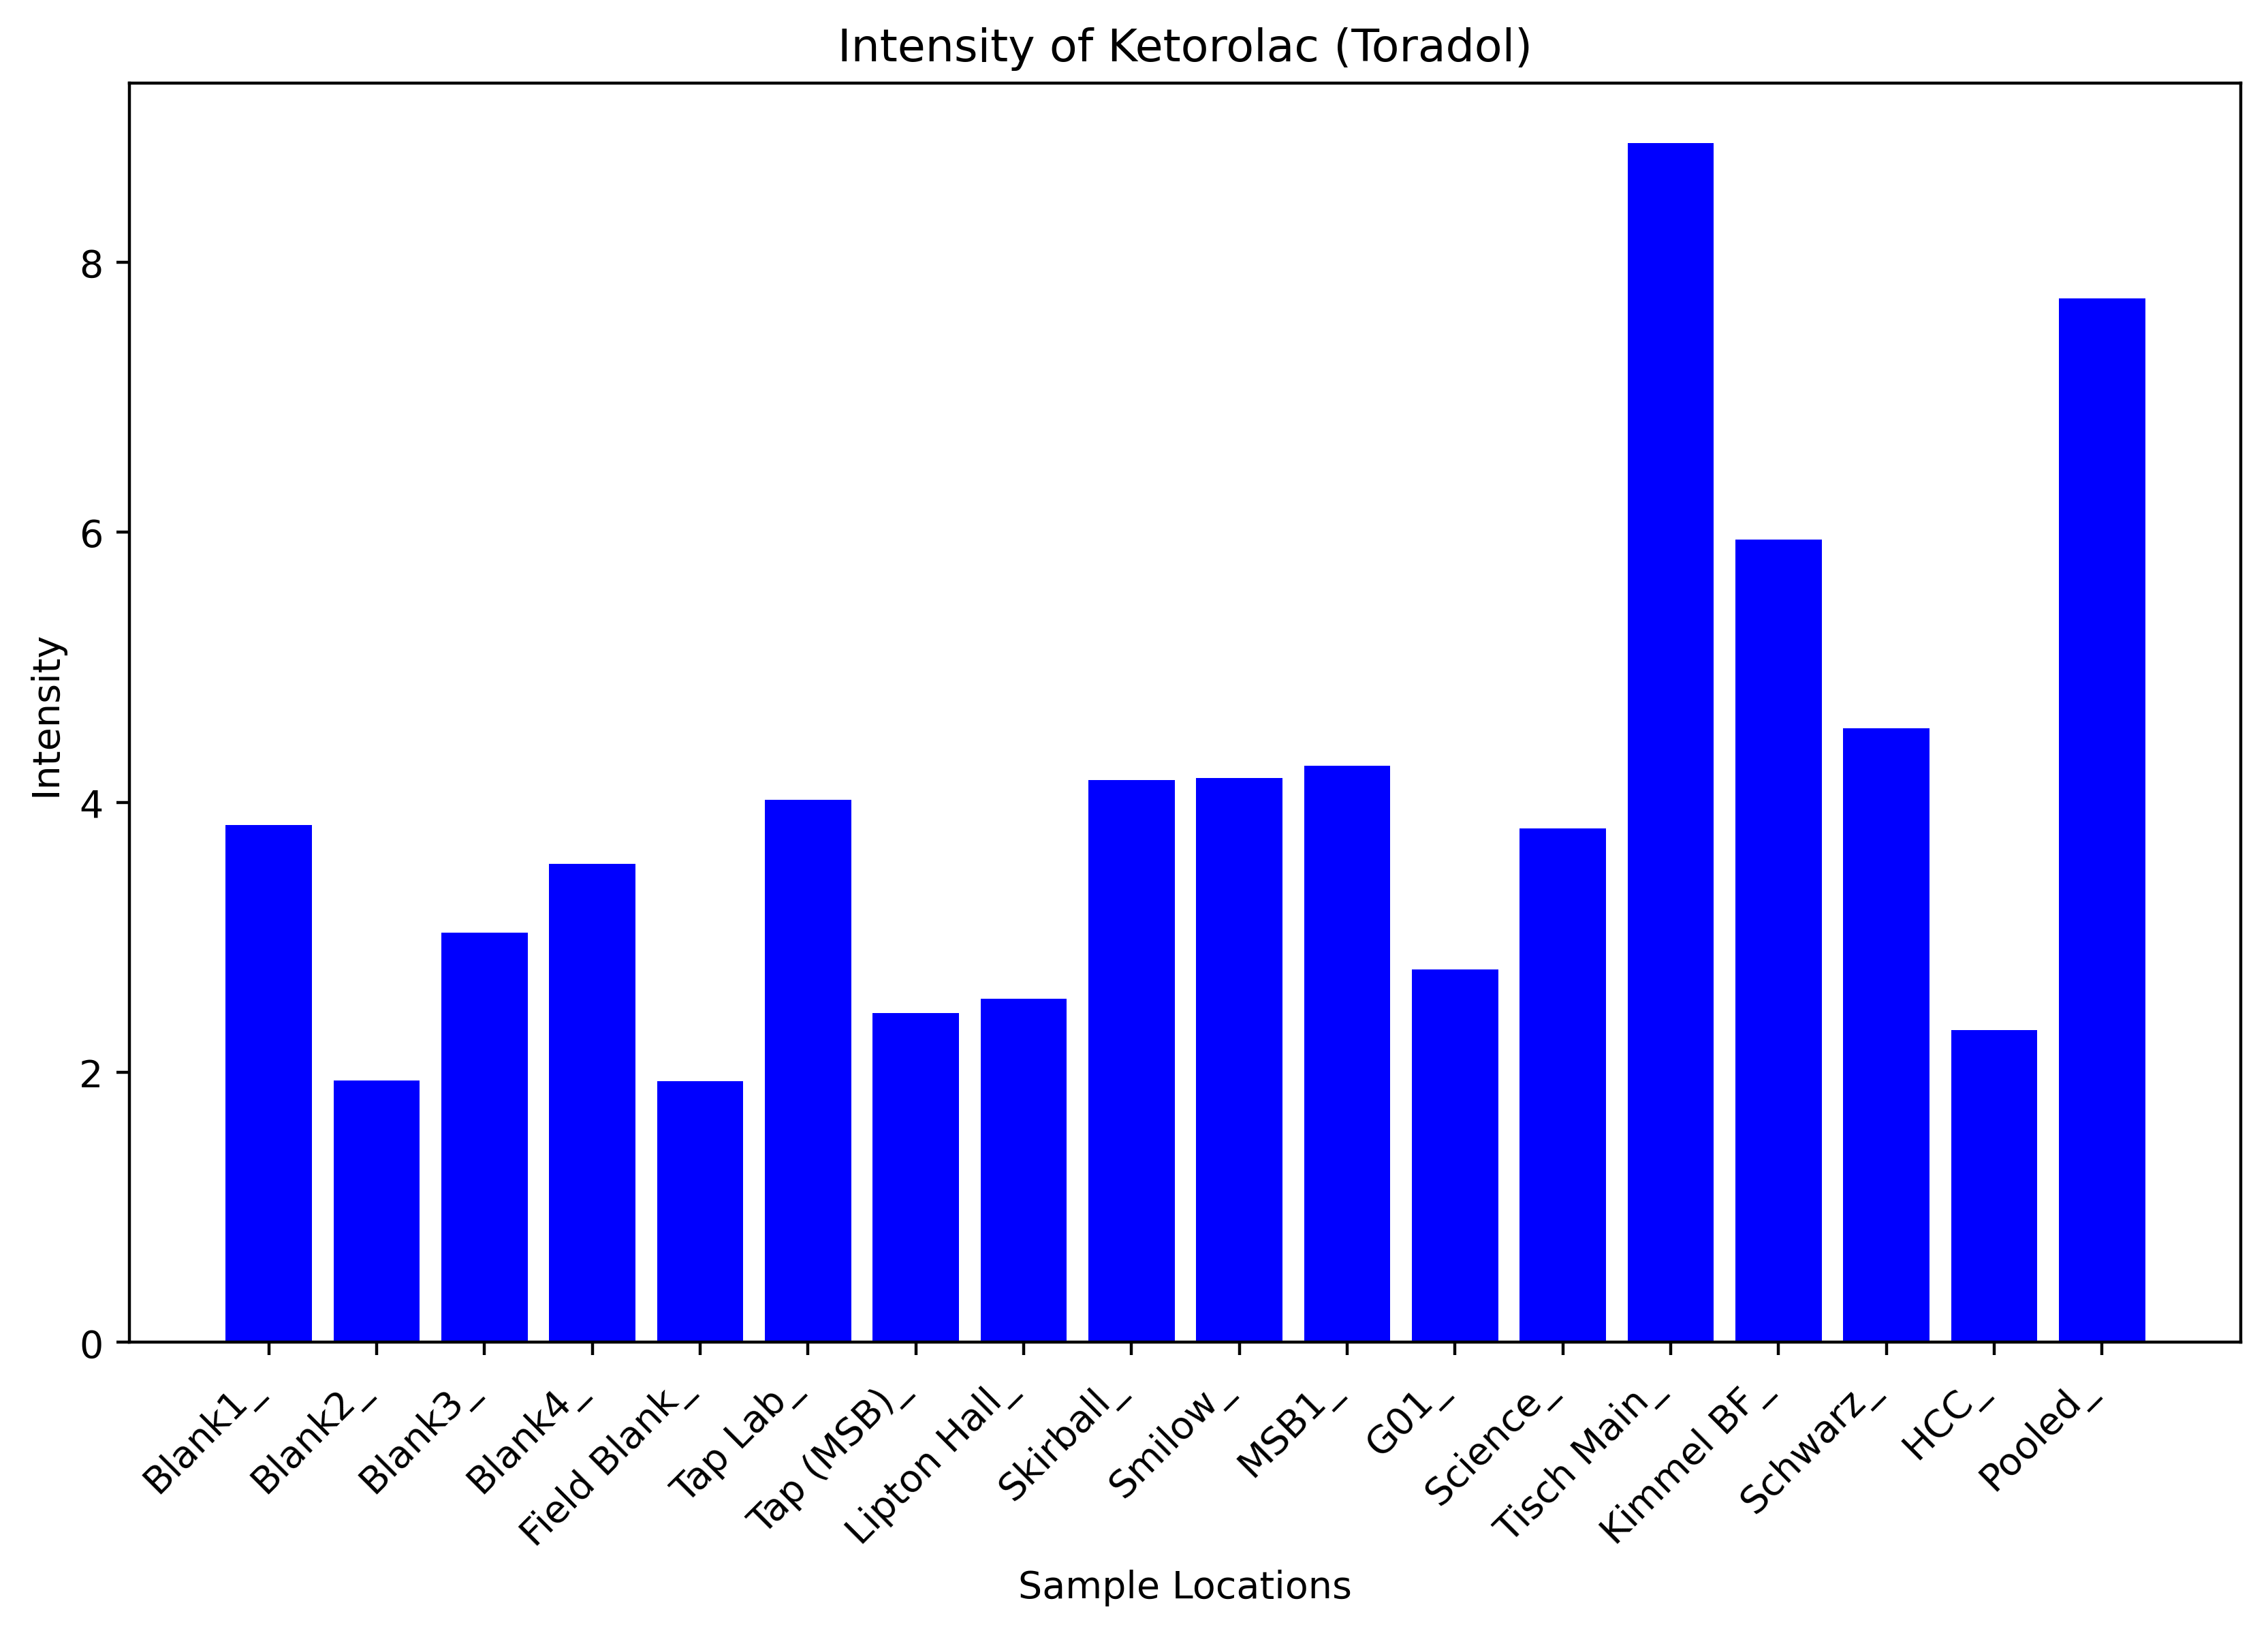 Intensity of Ketorolac (Toradol)
Intensity
8
6
4
2
0
Blank1_
Blank2_
Blank3_
Blank4_
Field Blank_
Tap Lab_
Tap (MSB)_
Lipton Hall_
Skirball_
Smilow_
MSB1_
G01_
Science_
Tisch Main_
Kimmel BF_
Schwarz_
HCC_
Pooled_
Sample Locations